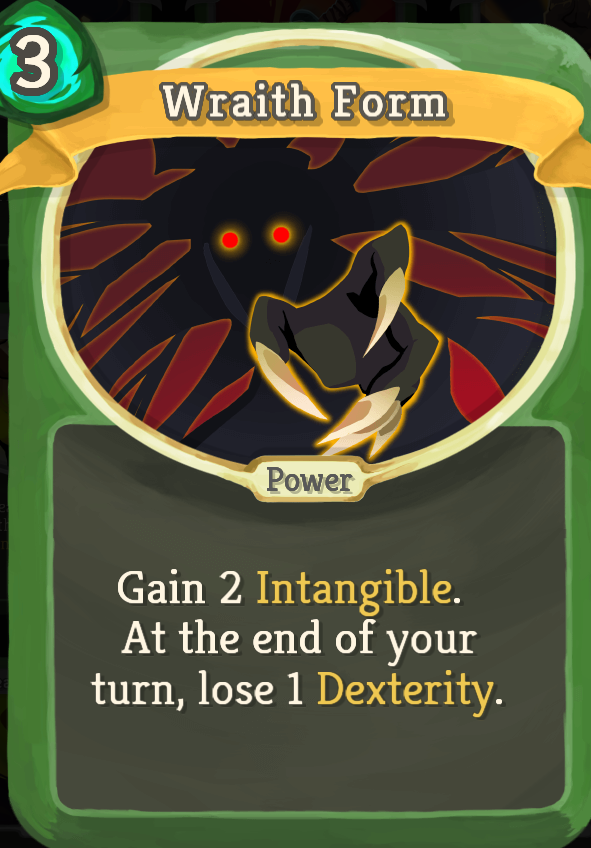 3
Wraith Form
Power
Gain 2 Intangible.
At the end of your
turn, lose 1 Dexterity.